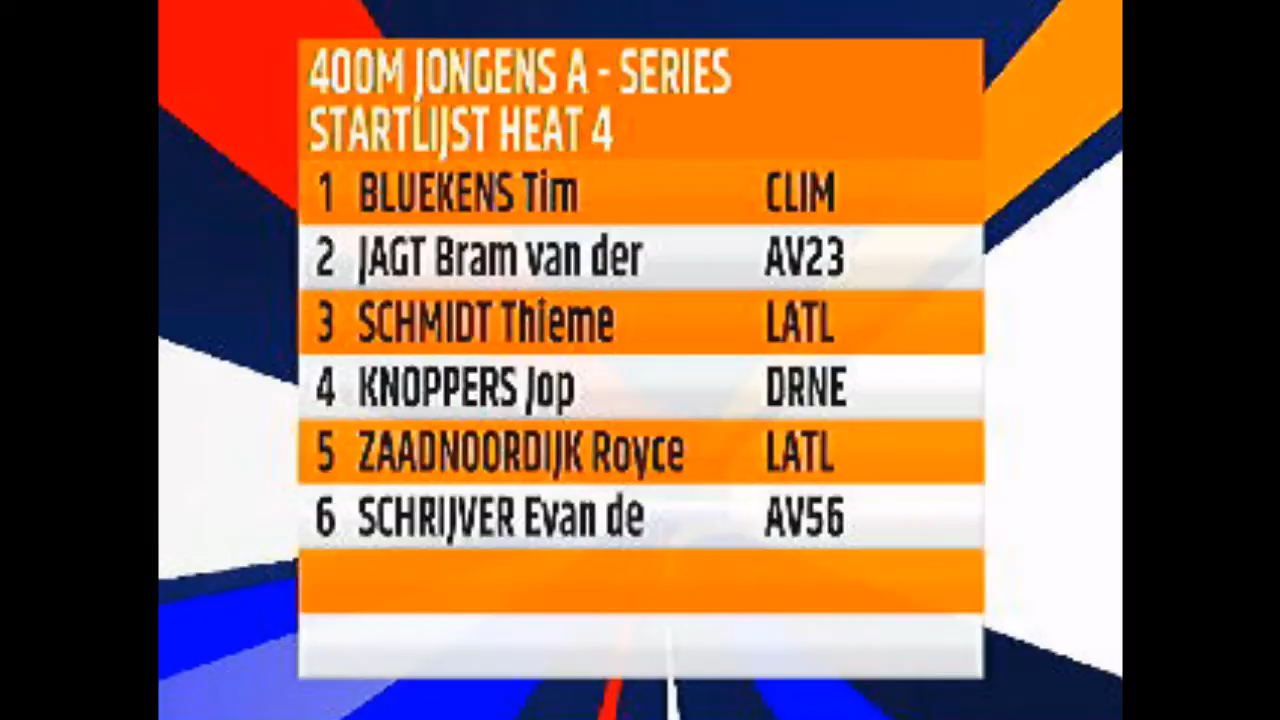 400M JONGENS A - SERIES
STARTLIJST HEAT 4
1 BLUEKENS Tim CLIM
2 JAGT Bram van der AV23
3 SCHMIDT Thieme LATL
4 KNOPPERS Jop DRNE
5 ZAADNOORDIJK Royce LATL
6 SCHRIJVER Evan de AV56